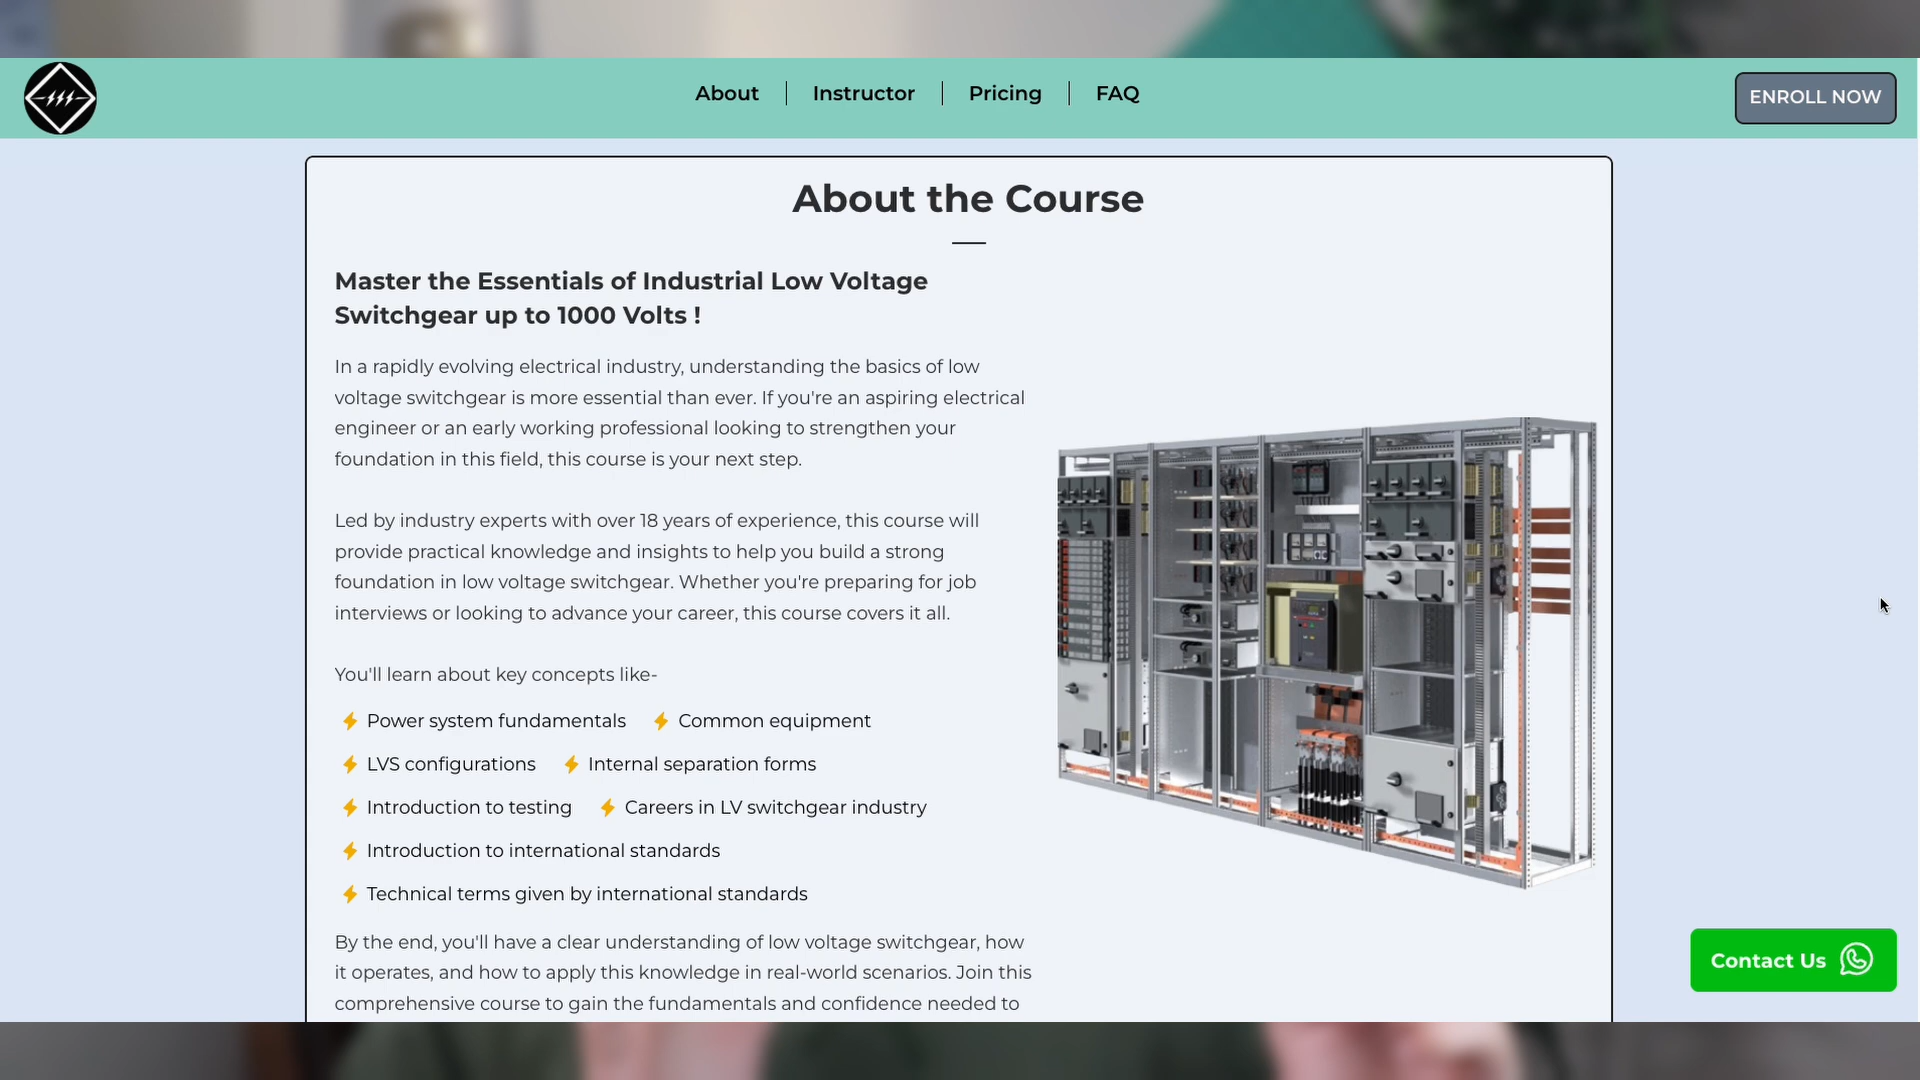 About
Instructor
Pricing
FAQ
ENROLL NOW
About the Course
Master the Essentials of Industrial Low Voltage
Switchgear up to 1000 Volts !
In a rapidly evolving electrical industry, understanding the basics of low
voltage switchgear is more essential than ever. If you're an aspiring electrical
engineer or an early working professional looking to strengthen your
foundation in this field, this course is your next step.
Led by industry experts with over 18 years of experience, this course will
provide practical knowledge and insights to help you build a strong
foundation in low voltage switchgear. Whether you're preparing for job
interviews or looking to advance your career, this course covers it all.
You'll learn about key concepts like-
Power system fundamentals
Common equipment
LVS configurations
Internal separation forms
Introduction to testing
Careers in LV switchgear industry
Introduction to international standards
Technical terms given by international standards
By the end, you'll have a clear understanding of low voltage switchgear, how
it operates, and how to apply this knowledge in real-world scenarios. Join this
comprehensive course to gain the fundamentals and confidence needed to
Contact Us